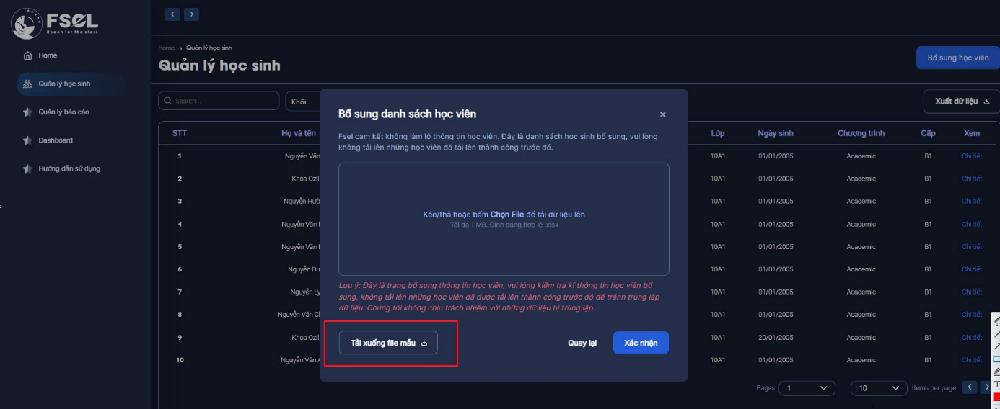 FSEL
Reach for the stars
Home
Quản lý học sinh
Quản lý báo cáo
Dashboard
Hướng dẫn sử dụng
Home > Quản lý học sinh
Quản lý học sinh
Bổ sung học viên
Search...
Khối
Xuất dữ liệu
STT Họ và tên Lớp Ngày sinh Chương trình Cấp Xem
1 Nguyễn Văn 10A1 01/01/2005 Academic B1 Chi tiết
2 Khoa Ozil 10A1 01/01/2005 Academic B1 Chi tiết
3 Nguyễn 10A1 01/01/2005 Academic B1 Chi tiết
4 Nguyễn Văn 10A1 01/01/2005 Academic B1 Chi tiết
5 Nguyễn Văn 10A1 01/01/2005 Academic B1 Chi tiết
6 Nguyễn Du 10A1 01/01/2005 Academic B1 Chi tiết
7 Nguyễn Ly 10A1 01/01/2005 Academic B1 Chi tiết
8 Nguyễn Văn 10A1 01/01/2005 Academic B1 Chi tiết
9 Khoa Ozil 10A1 20/01/2005 Academic B1 Chi tiết
10 Nguyễn Văn 10A1 01/01/2005 Academic B1 Chi tiết
Bổ sung danh sách học viên
Fsel cam kết không làm lộ thông tin học viên. Đây là danh sách học sinh bổ sung, vui lòng
không tải lên những học viên đã tải lên thành công trước đó.
Kéo/thả hoặc bấm Chọn File để tải dữ liệu lên
Tối đa 1 MB. Định dạng hợp lệ .xlsx
Lưu ý: Đây là trang bổ sung thông tin học viên, vui lòng kiểm tra kĩ thông tin học viên bổ
sung, không tải lên những học viên đã được tải lên thành công trước đó để tránh trùng lặp
dữ liệu. Chúng tôi không chịu trách nhiệm với những dữ liệu bị trùng lặp.
Tải xuống file mẫu
Quay lại
Xác nhận
Pages: 1 10 Items per page